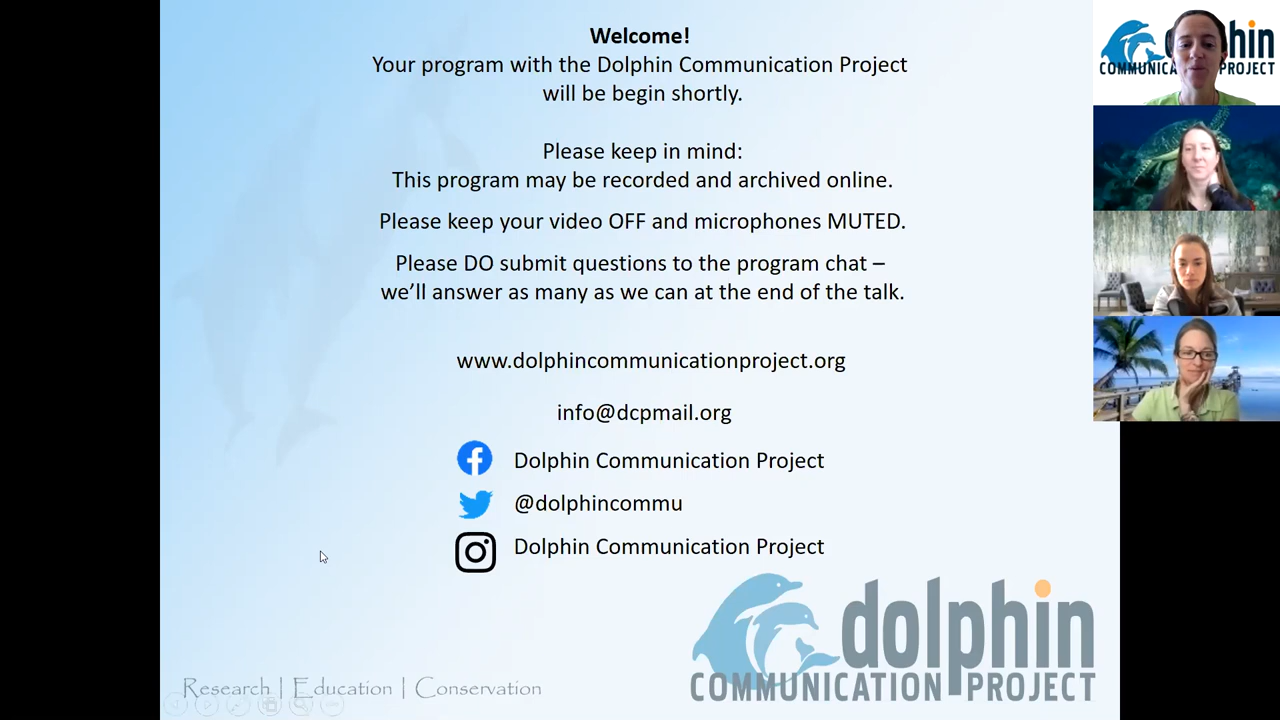 Welcome!
Your program with the Dolphin Communication Project
will be begin shortly.
Please keep in mind:
This program may be recorded and archived online.
Please keep your video OFF and microphones MUTED.
Please DO submit questions to the program chat –
we'll answer as many as we can at the end of the talk.
www.dolphincommunicationproject.org
info@dcpmail.org
Dolphin Communication Project
@dolphincommu
Dolphin Communication Project
dolphin
COMMUNICATION PROJECT
Research | Education | Conservation